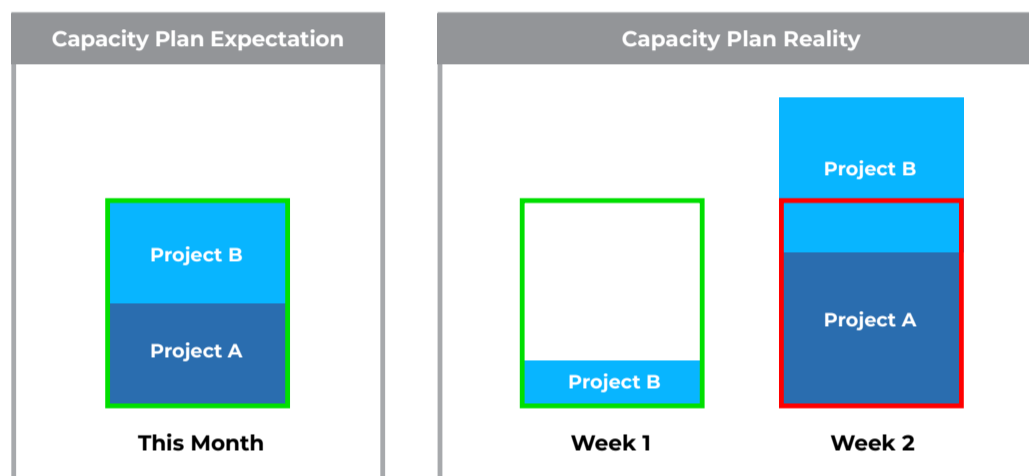 Capacity Plan Expectation
Project B
Project A
This Month
Capacity Plan Reality
Project B
Week 1
Project B
Project A
Week 2